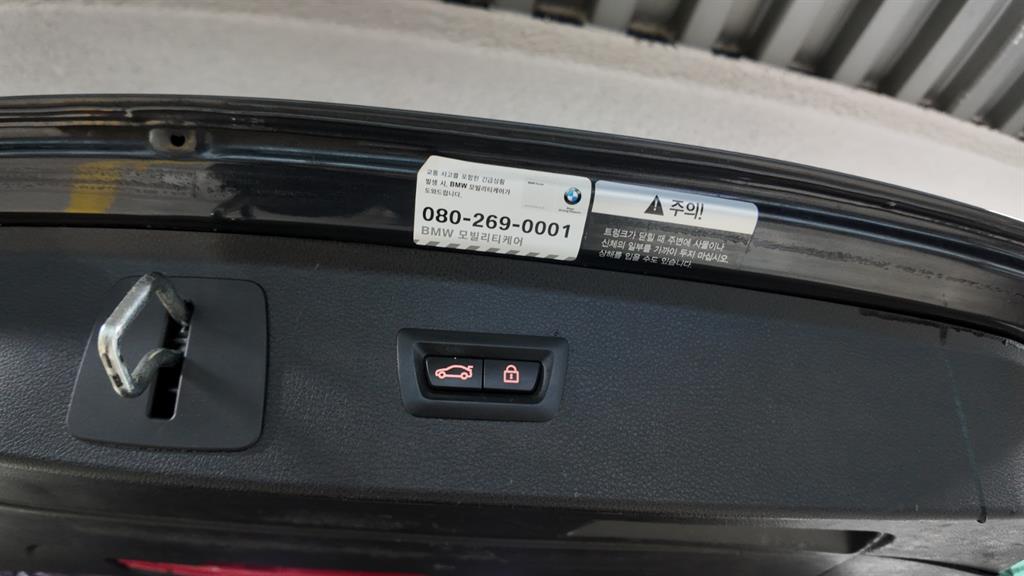 교통 사고를 포함한 긴급상황
발생 시, BMW 모빌리티케어가
도와드립니다.
080-269-0001
BMW 모빌리티케어
주의!
트렁크가 닫힐 때 주변에 사물이나
신체의 일부를 가까이 두지 마십시오.
상해를 입을 수도 있습니다.